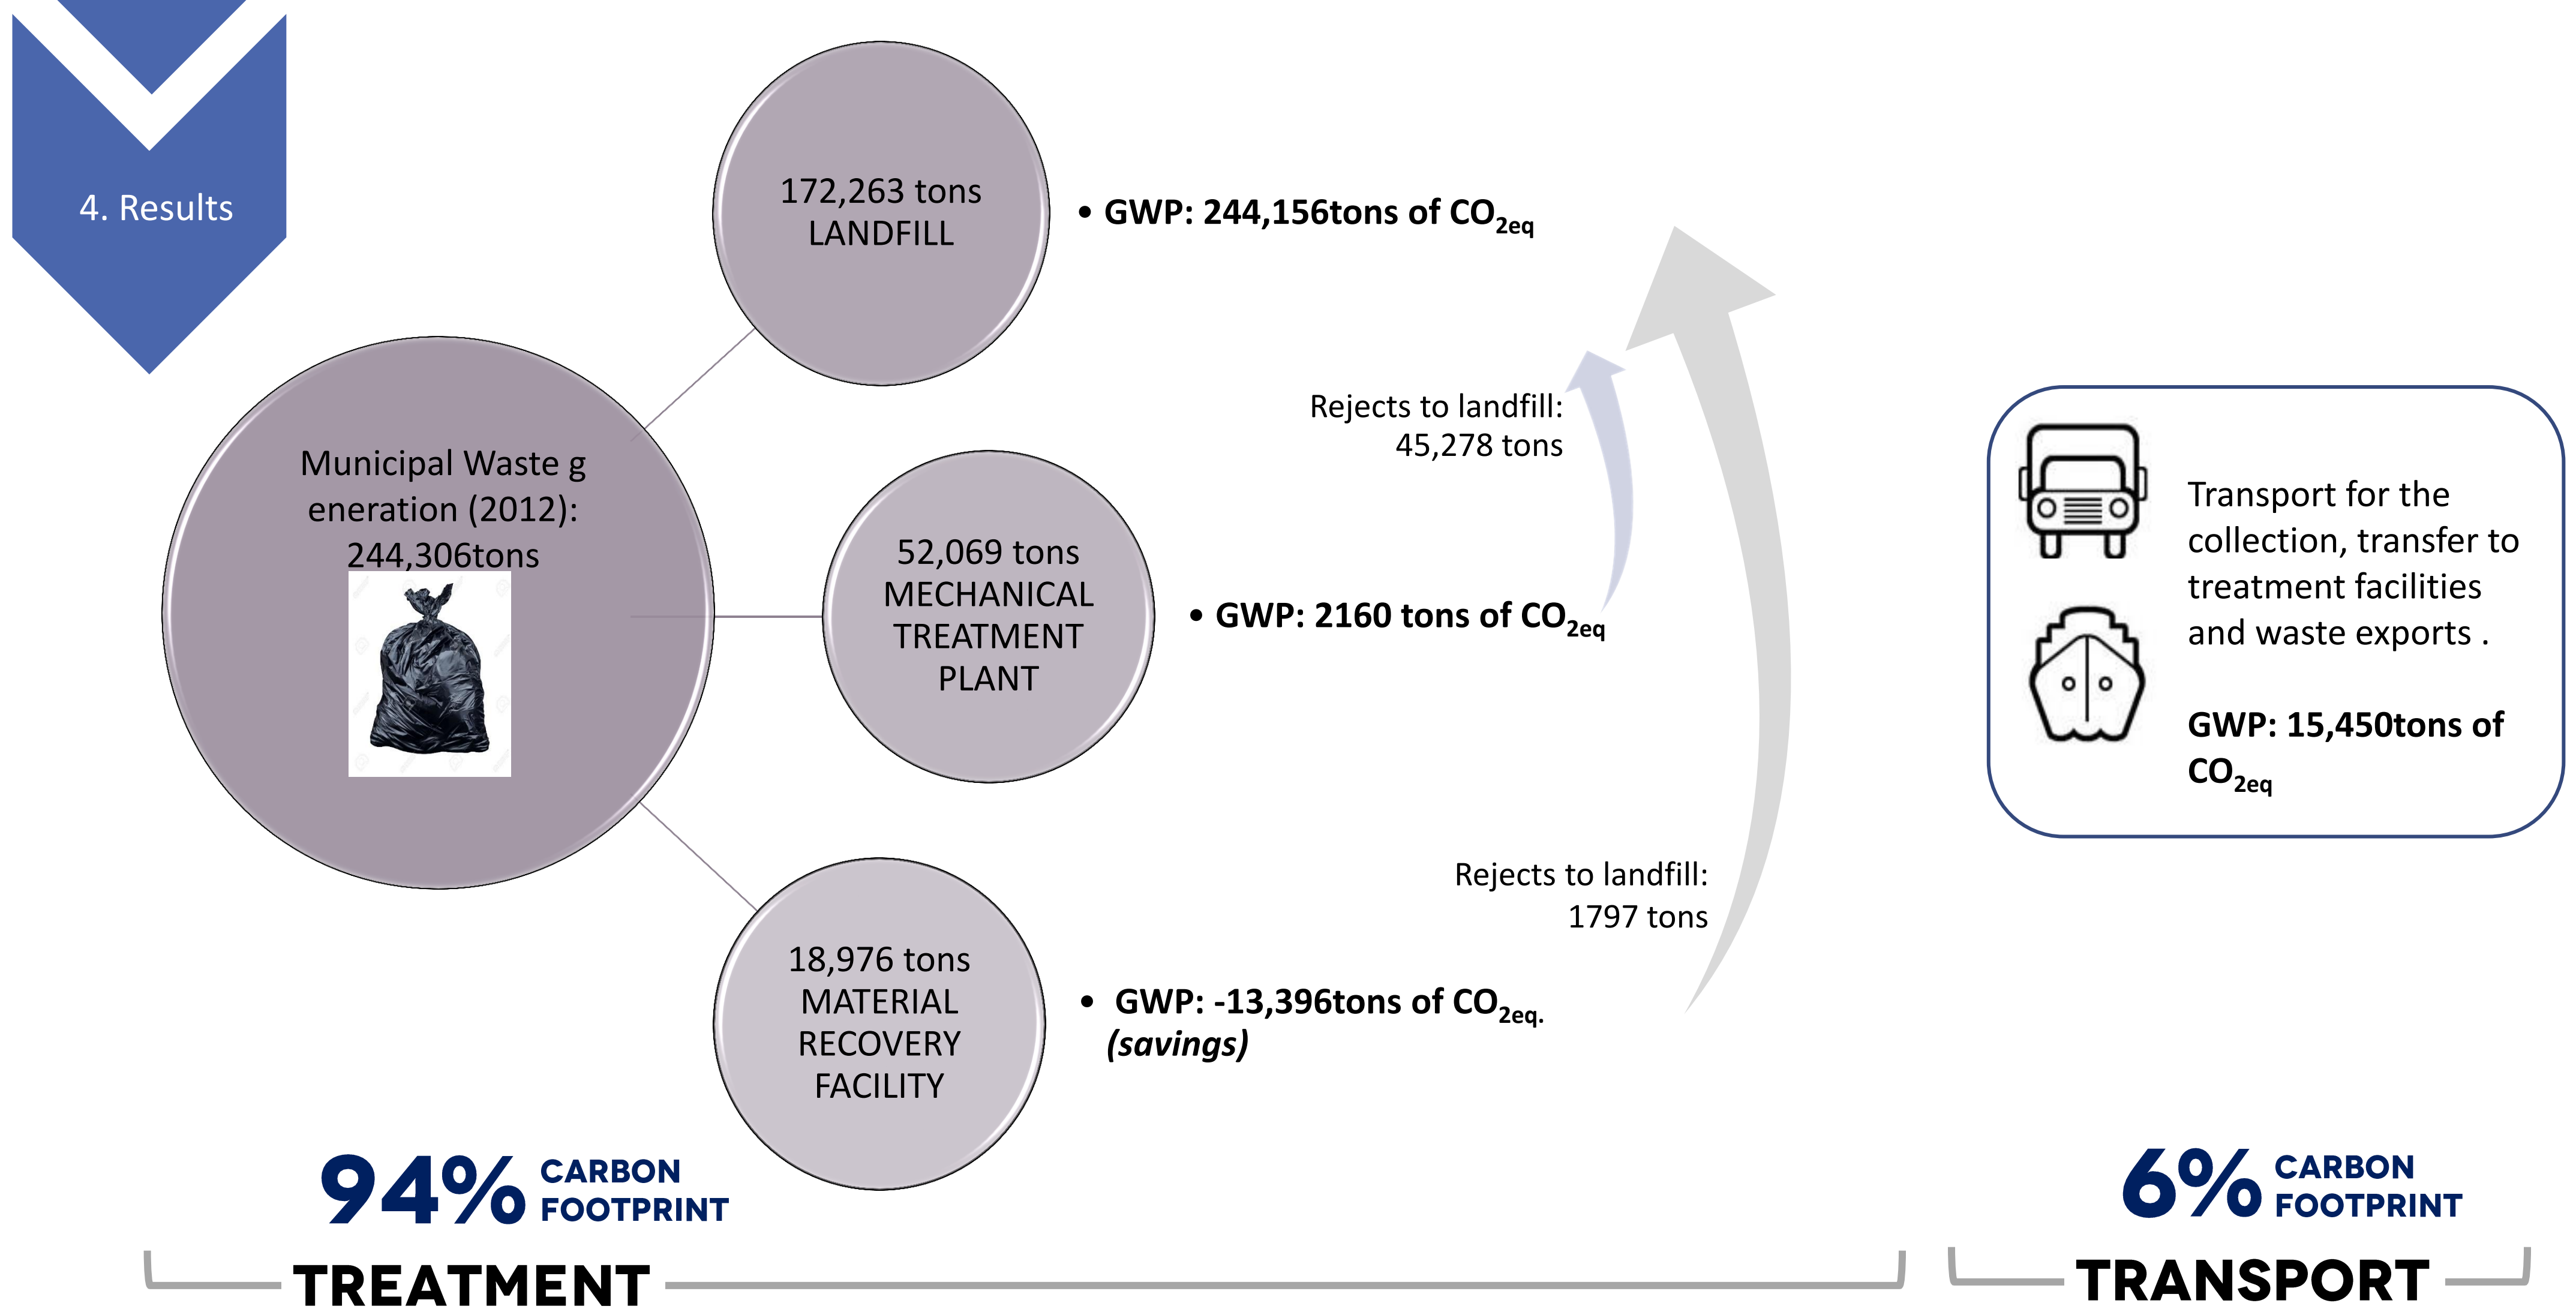 4. Results
172,263 tons
LANDFILL
• GWP: 244,156tons of CO2eq
Municipal Waste g
eneration (2012):
244,306tons
Rejects to landfill:
45,278 tons
52,069 tons
MECHANICAL
TREATMENT
PLANT
• GWP: 2160 tons of CO2eq
Rejects to landfill:
1797 tons
18,976 tons
MATERIAL
RECOVERY
FACILITY
• GWP: -13,396tons of CO2eq.
(savings)
Transport for the
collection, transfer to
treatment facilities
and waste exports .
GWP: 15,450tons of
CO2eq
94% CARBON
FOOTPRINT
TREATMENT
6% CARBON
FOOTPRINT
TRANSPORT